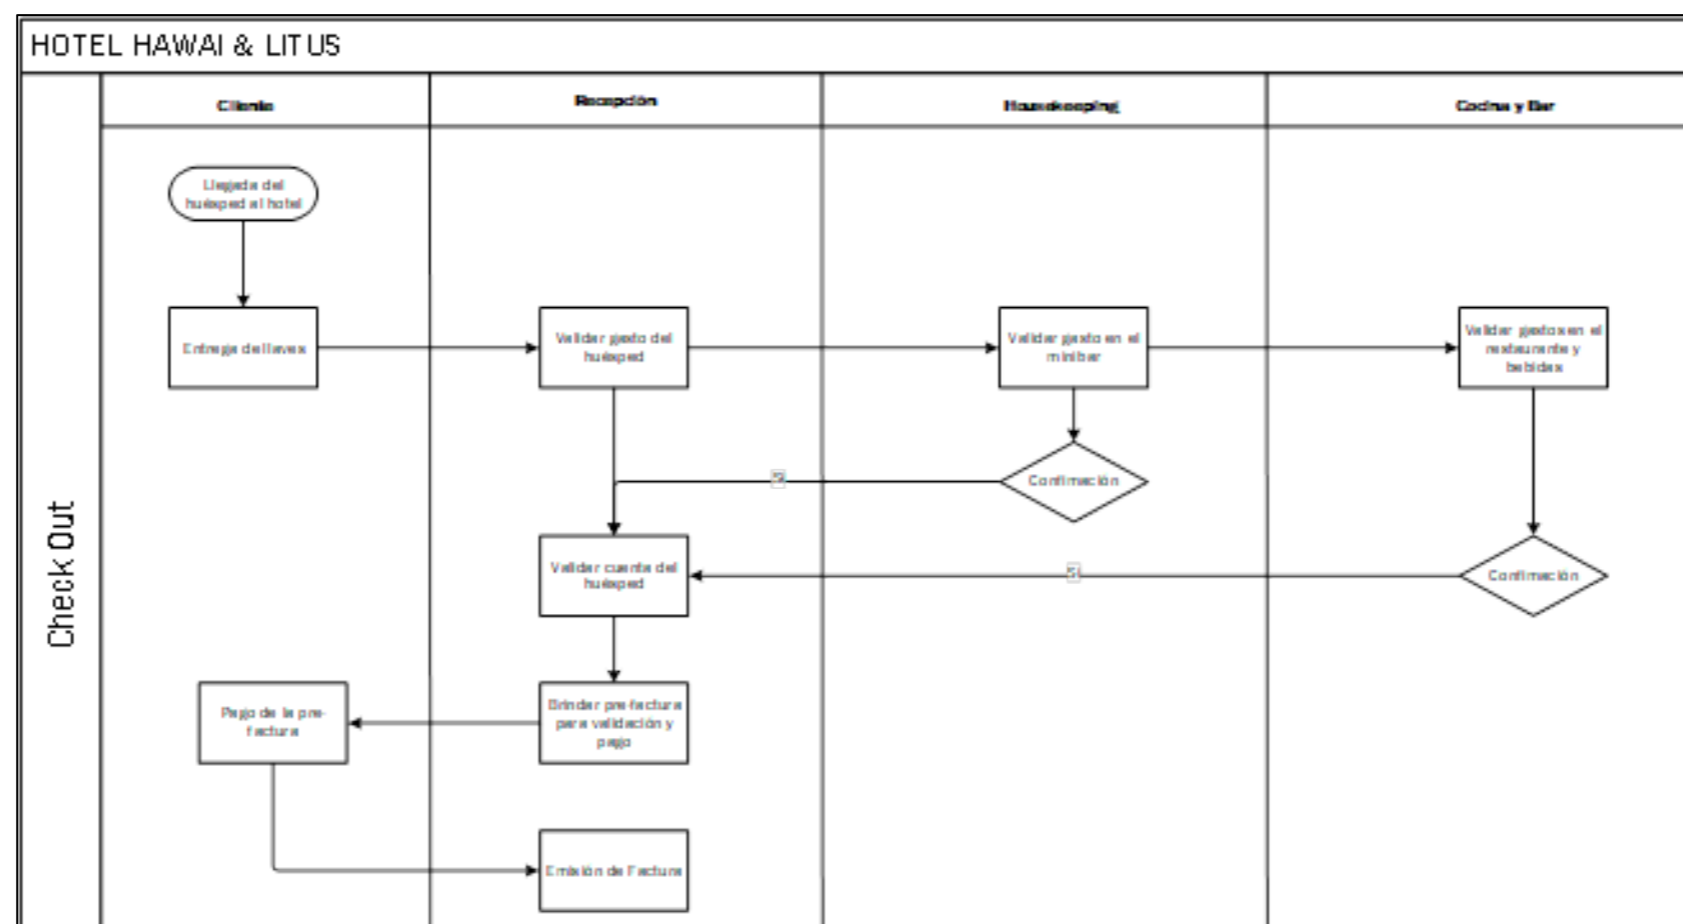 HOTEL HAWAI & LITUS
Cliente
Recepción
Housekeeping
Cocina y Bar
Check Out
Llegada del
huésped al hotel
Entrega de llaves
Validar gasto del
huésped
Validar gasto en el
minibar
Validar gastos en el
restaurante y
bebidas
Confirmación
Si
Validar cuenta del
huésped
Si
Confirmación
Pago de la pre-
factura
Brindar pre-factura
para validación y
pago
Emisión de Factura